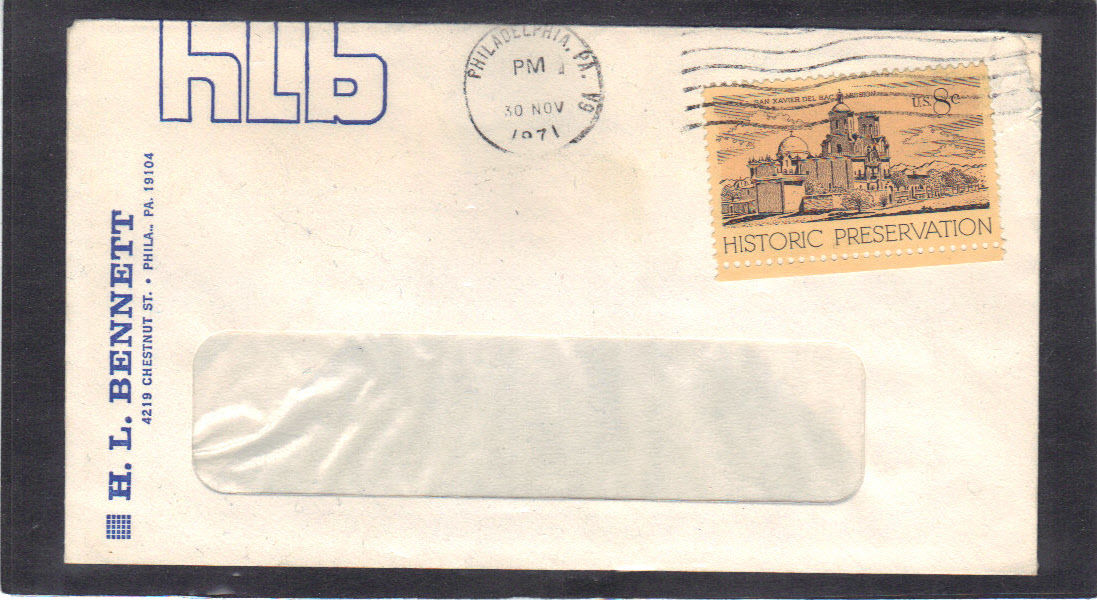 hLb
PHILADELPHIA, PA.
PM
30 NOV
1971
SAN XAVIER DEL BAC MISSION
U.S. 8c
HISTORIC PRESERVATION
H. L. BENNETT
4219 CHESTNUT ST. • PHILA., PA. 19104